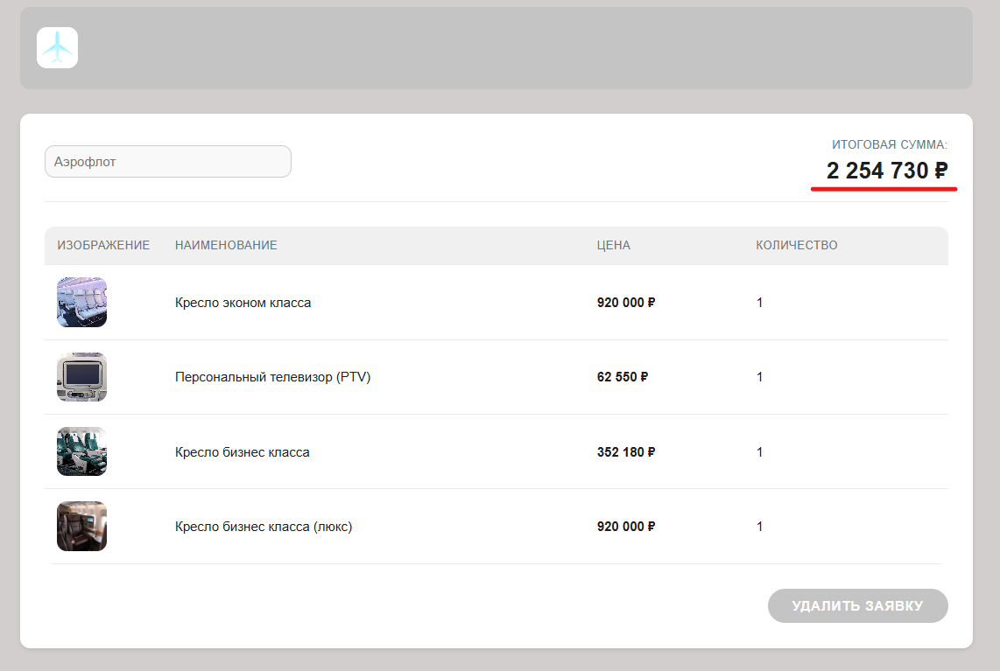 Аэрофлот
ИТОГОВАЯ СУММА:
2 254 730 ₽
ИЗОБРАЖЕНИЕ НАИМЕНОВАНИЕ ЦЕНА КОЛИЧЕСТВО
Кресло эконом класса 920 000 ₽ 1
Персональный телевизор (PTV) 62 550 ₽ 1
Кресло бизнес класса 352 180 ₽ 1
Кресло бизнес класса (люкс) 920 000 ₽ 1
УДАЛИТЬ ЗАЯВКУ